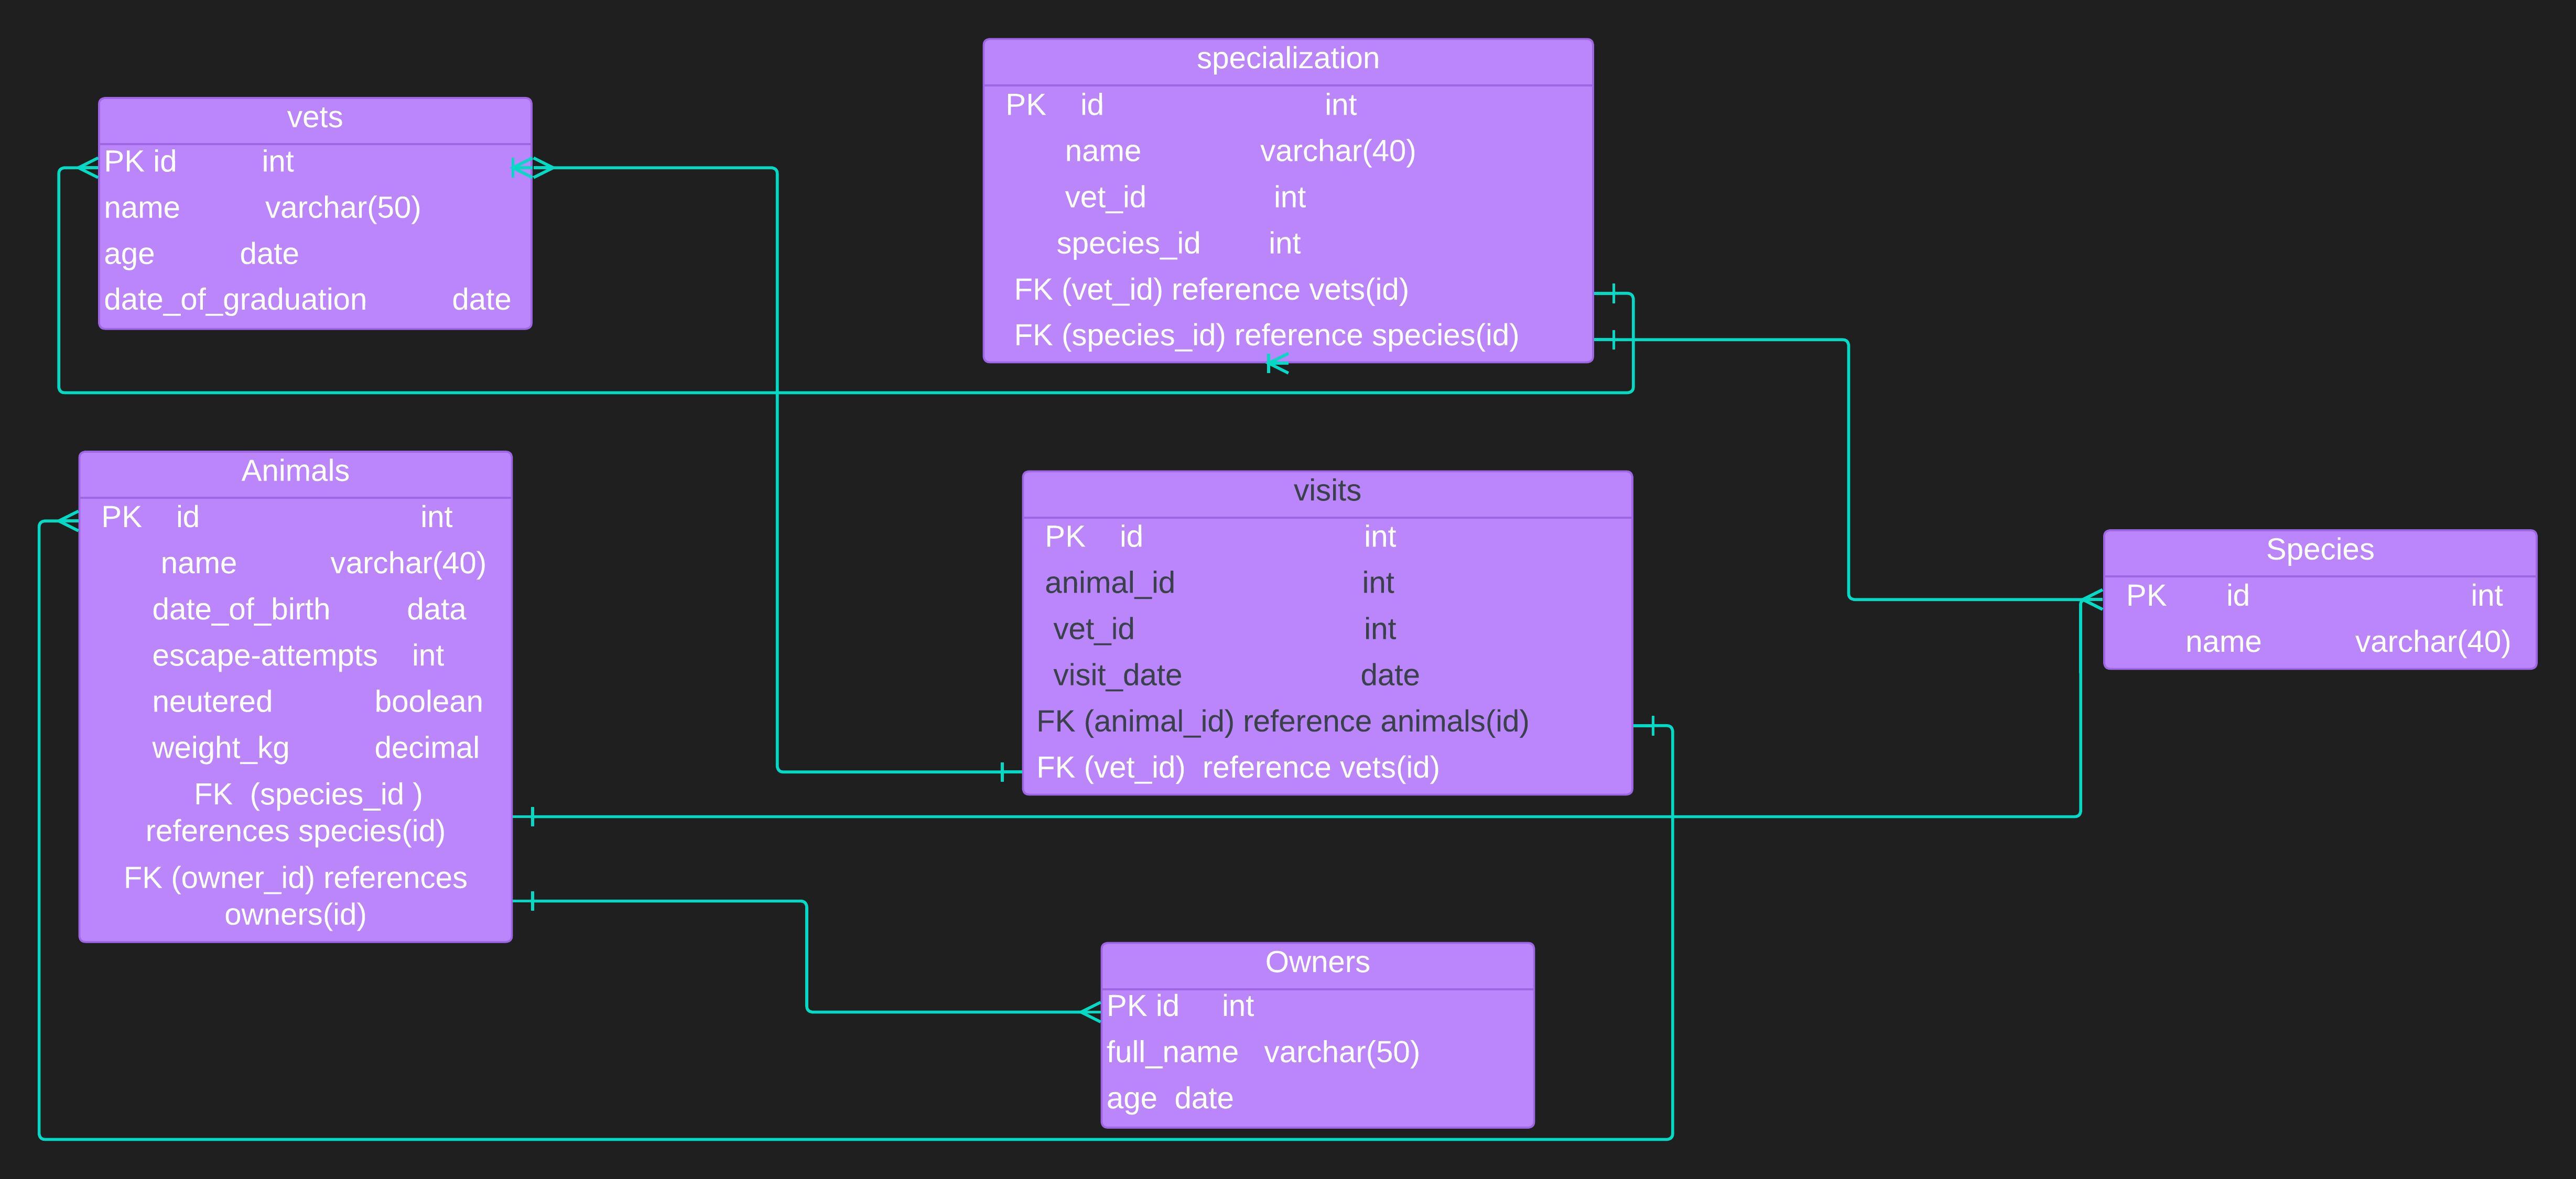 specialization
PK id int
name varchar(40)
vet_id int
species_id int
FK (vet_id) reference vets(id)
FK (species_id) reference species(id)
vets
PK id int
name varchar(50)
age date
date_of_graduation date
Animals
PK id int
name varchar(40)
date_of_birth data
escape-attempts int
neutered boolean
weight_kg decimal
FK (species_id )
references species(id)
FK (owner_id) references
owners(id)
visits
PK id int
animal_id int
vet_id int
visit_date date
FK (animal_id) reference animals(id)
FK (vet_id) reference vets(id)
Species
PK id int
name varchar(40)
Owners
PK id int
full_name varchar(50)
age date